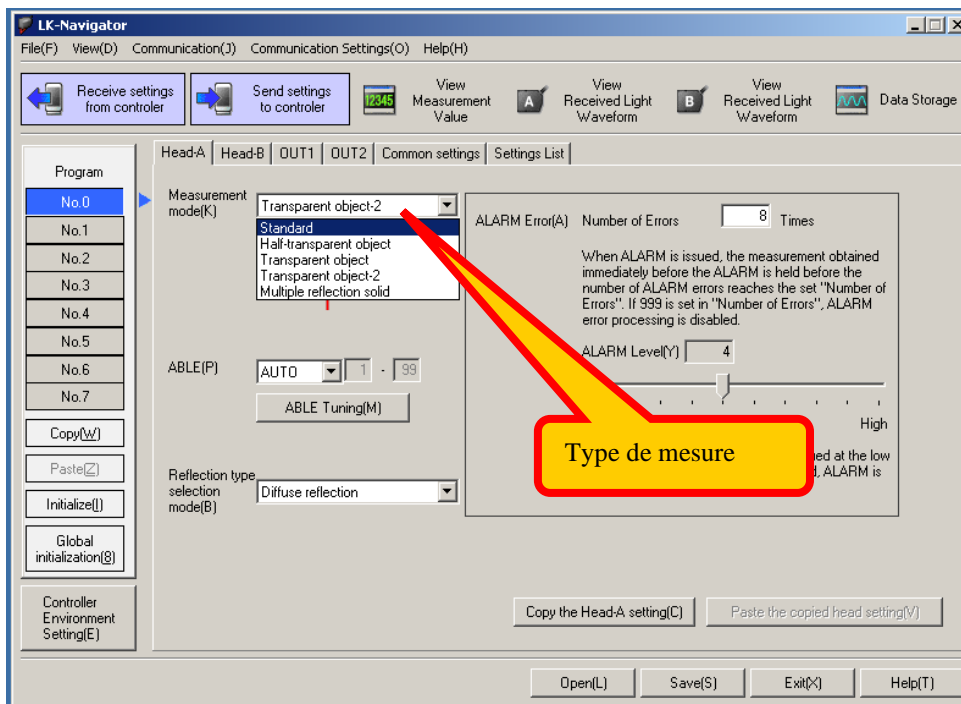 LK-Navigator
File(F) View(D) Communication(J) Communication Settings(O) Help(H)
Receive settings
from controler
Send settings
to controler
12345
View
Measurement
Value
A
View
Received Light
Waveform
B
View
Received Light
Waveform
Data Storage
Head-A Head-B OUT1 OUT2 Common settings Settings List
Program
No.0
No.1
No.2
No.3
No.4
No.5
No.6
No.7
Copy(W)
Paste(Z)
Initialize(I)
Global
initialization(8)
Controller
Environment
Setting(E)
Measurement
mode(K)
Transparent object-2
Standard
Half-transparent object
Transparent object
Transparent object-2
Multiple reflection solid
ABLE(P)
AUTO 1 - 99
ABLE Tuning(M)
Reflection type
selection
mode(B)
Diffuse reflection
ALARM Error(A) Number of Errors 8 Times
When ALARM is issued, the measurement obtained
immediately before the ALARM is held before the
number of ALARM errors reaches the set "Number of
Errors". If 999 is set in "Number of Errors", ALARM
error processing is disabled.
ALARM Level(Y) 4
High
Type de mesure
at the low
ALARM is
Copy the Head-A setting(C) Paste the copied head setting(V)
Open(L) Save(S) Exit(X) Help(T)